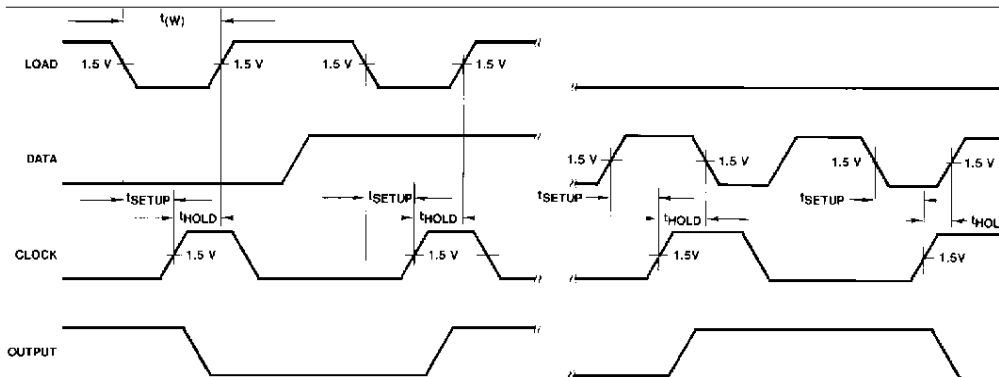 t(W)
LOAD 1.5 V 1.5 V 1.5 V 1.5 V
DATA 1.5 V 1.5 V 1.5 V 1.5 V
tSETUP tSETUP tSETUP tSETUP
tHOLD tHOLD tHOLD tHOL
CLOCK 1.5 V 1.5 V 1.5V 1.5V
OUTPUT